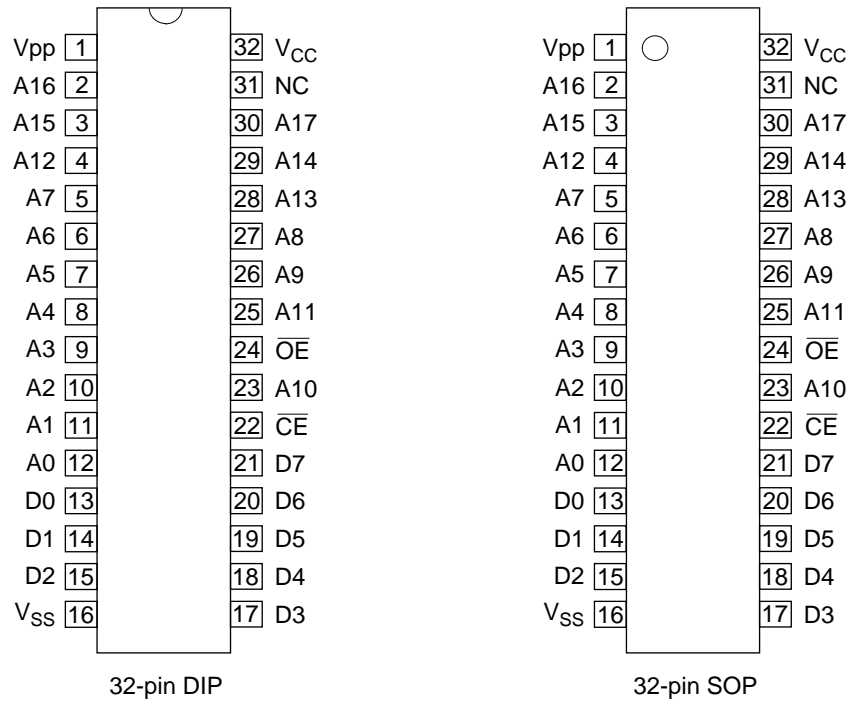 Vpp 1 32 VCC Vpp 1 32 VCC
A16 2 31 NC A16 2 31 NC
A15 3 30 A17 A15 3 30 A17
A12 4 29 A14 A12 4 29 A14
A7 5 28 A13 A7 5 28 A13
A6 6 27 A8 A6 6 27 A8
A5 7 26 A9 A5 7 26 A9
A4 8 25 A11 A4 8 25 A11
A3 9 24 O̅E̅ A3 9 24 O̅E̅
A2 10 23 A10 A2 10 23 A10
A1 11 22 C̅E̅ A1 11 22 C̅E̅
A0 12 21 D7 A0 12 21 D7
D0 13 20 D6 D0 13 20 D6
D1 14 19 D5 D1 14 19 D5
D2 15 18 D4 D2 15 18 D4
VSS 16 17 D3 VSS 16 17 D3
32-pin DIP 32-pin SOP